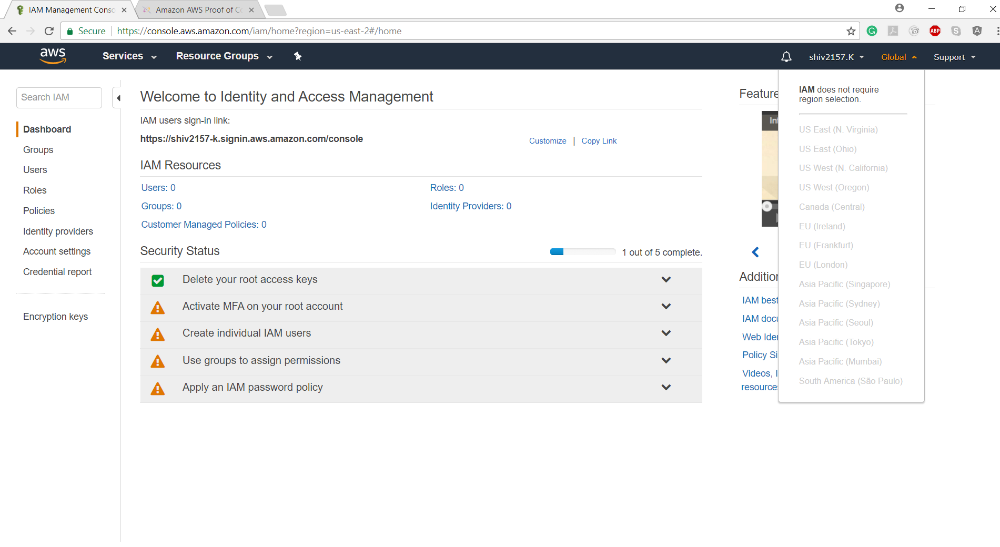 IAM Management Conso
Amazon AWS Proof of Co
Secure
https://console.aws.amazon.com/iam/home?region=us-east-2#/home
ABP
aws
Services
Resource Groups
shiv2157.K
Global
Support
Search IAM
Dashboard
Groups
Users
Roles
Policies
Identity providers
Account settings
Credential report
Encryption keys
Welcome to Identity and Access Management
IAM users sign-in link:
https://shiv2157-k.signin.aws.amazon.com/console
Customize | Copy Link
IAM Resources
Users: 0
Roles: 0
Groups: 0
Identity Providers: 0
Customer Managed Policies: 0
Security Status
1 out of 5 complete.
Delete your root access keys
Activate MFA on your root account
Create individual IAM users
Use groups to assign permissions
Apply an IAM password policy
Feature
Addition
IAM best
IAM docu
Web Iden
Policy Si
Videos, I
resources
IAM does not require
region selection.
US East (N. Virginia)
US East (Ohio)
US West (N. California)
US West (Oregon)
Canada (Central)
EU (Ireland)
EU (Frankfurt)
EU (London)
Asia Pacific (Singapore)
Asia Pacific (Sydney)
Asia Pacific (Seoul)
Asia Pacific (Tokyo)
Asia Pacific (Mumbai)
South America (São Paulo)